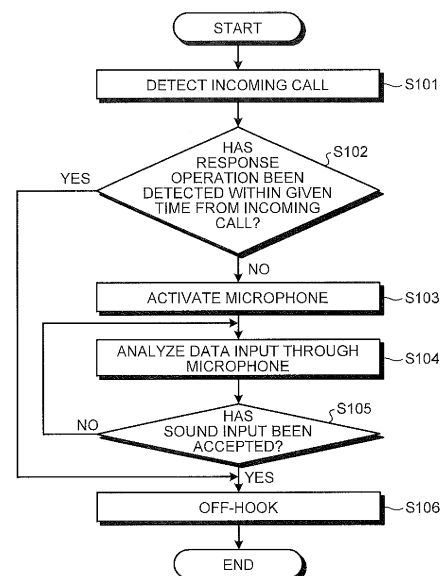 START
DETECT INCOMING CALL
S101
HAS
RESPONSE
OPERATION BEEN
DETECTED WITHIN GIVEN
TIME FROM INCOMING
CALL?
S102
YES
NO
ACTIVATE MICROPHONE
S103
ANALYZE DATA INPUT THROUGH
MICROPHONE
S104
HAS
SOUND INPUT BEEN
ACCEPTED?
S105
NO
YES
OFF-HOOK
S106
END